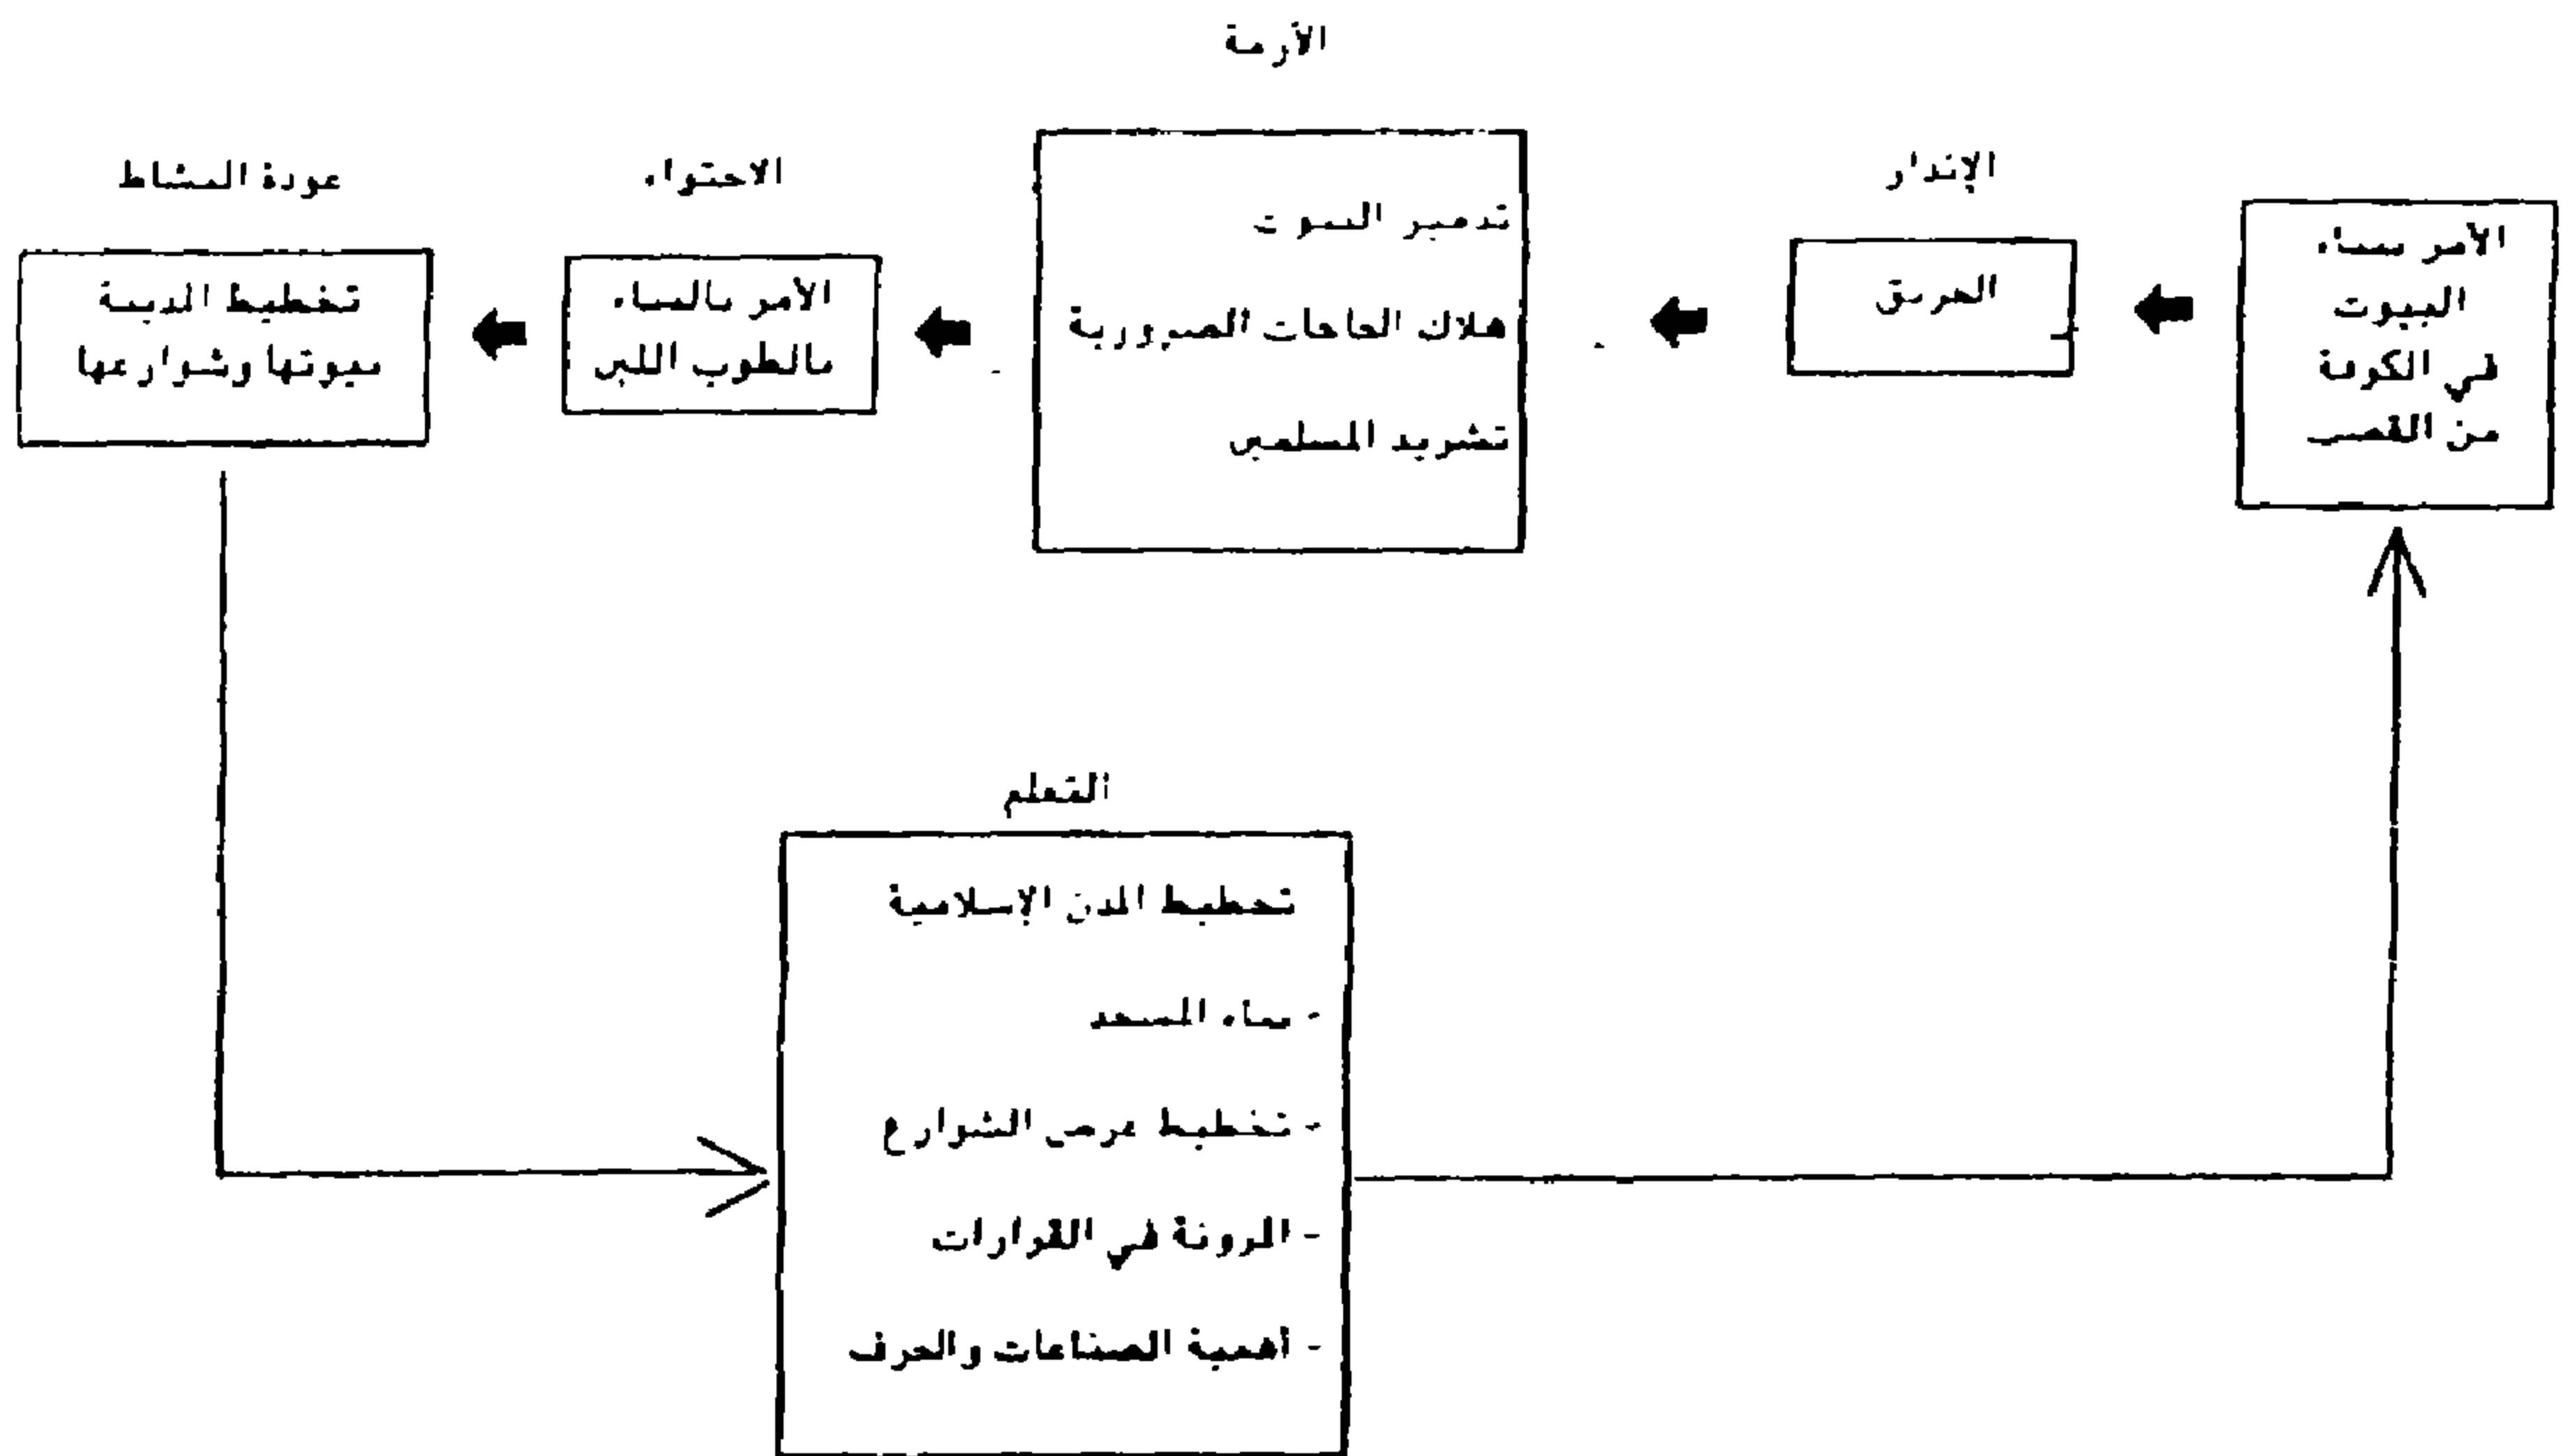 الأزمة
الإنذار
الأمر ببناء
البيوت
في الكوفة
من القصب
الحريق
تدمير البيوت
هلاك الحاجات الضرورية
تشريد المسلمين
الاحتواء
الأمر بالبناء
بالطوب اللبن
عودة النشاط
تخطيط المدينة
بيوتها وشوارعها
التعلم
تخطيط المدن الإسلامية
- بناء المسجد
- تخطيط عرض الشوارع
- المرونة في القرارات
- أهمية الصناعات والحرف